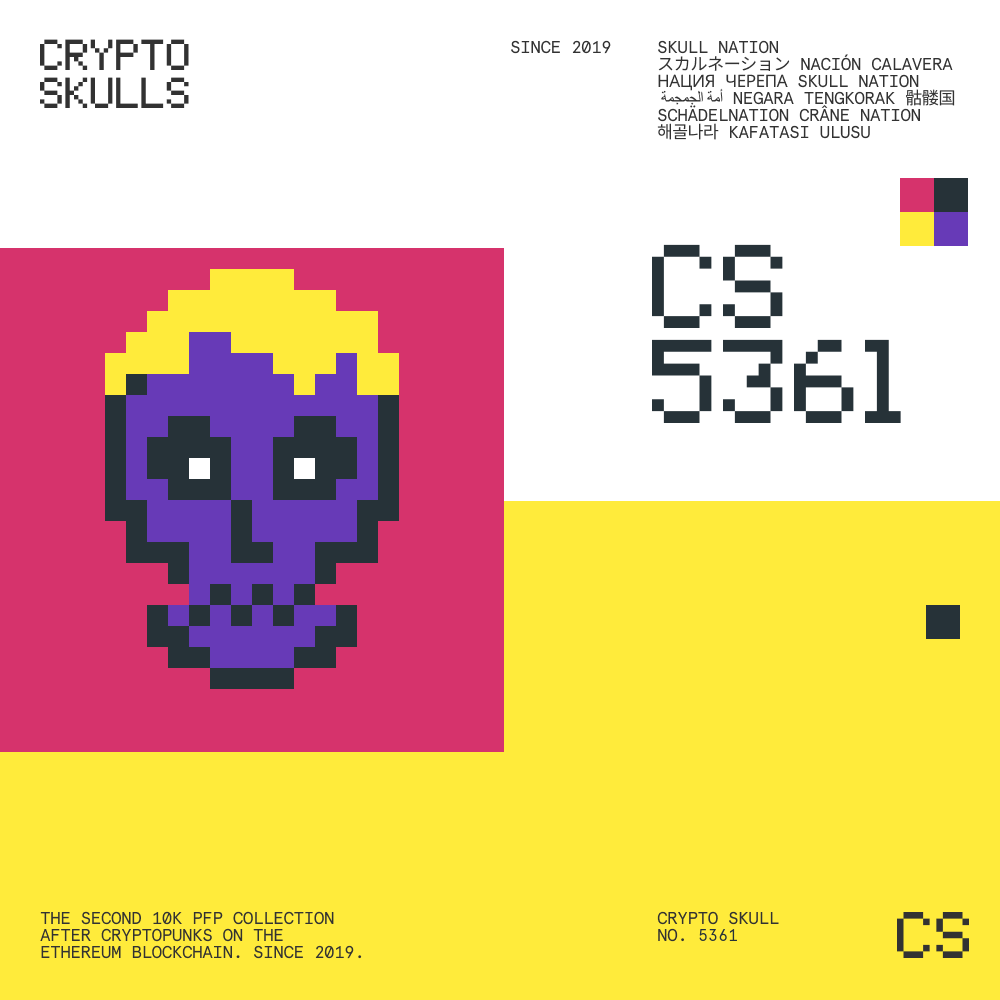 CRYPTO
SKULLS
SINCE 2019
SKULL NATION
スカルネーション NACIÓN CALAVERA
НАЦИЯ ЧЕРЕПА SKULL NATION
أمة الجمجمة NEGARA TENGKORAK 骷髅国
SCHÄDELNATION CRÂNE NATION
해골나라 KAFATASI ULUSU
CS
5361
THE SECOND 10K PFP COLLECTION
AFTER CRYPTOPUNKS ON THE
ETHEREUM BLOCKCHAIN. SINCE 2019.
CRYPTO SKULL
NO. 5361
CS